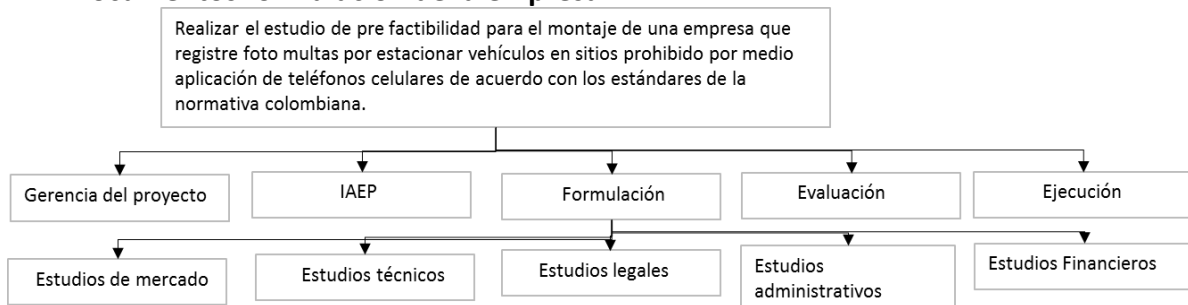 Realizar el estudio de pre factibilidad para el montaje de una empresa que
registre foto multas por estacionar vehículos en sitios prohibido por medio
aplicación de teléfonos celulares de acuerdo con los estándares de la
normativa colombiana.
Gerencia del proyecto
IAEP
Formulación
Evaluación
Ejecución
Estudios de mercado
Estudios técnicos
Estudios legales
Estudios
administrativos
Estudios Financieros